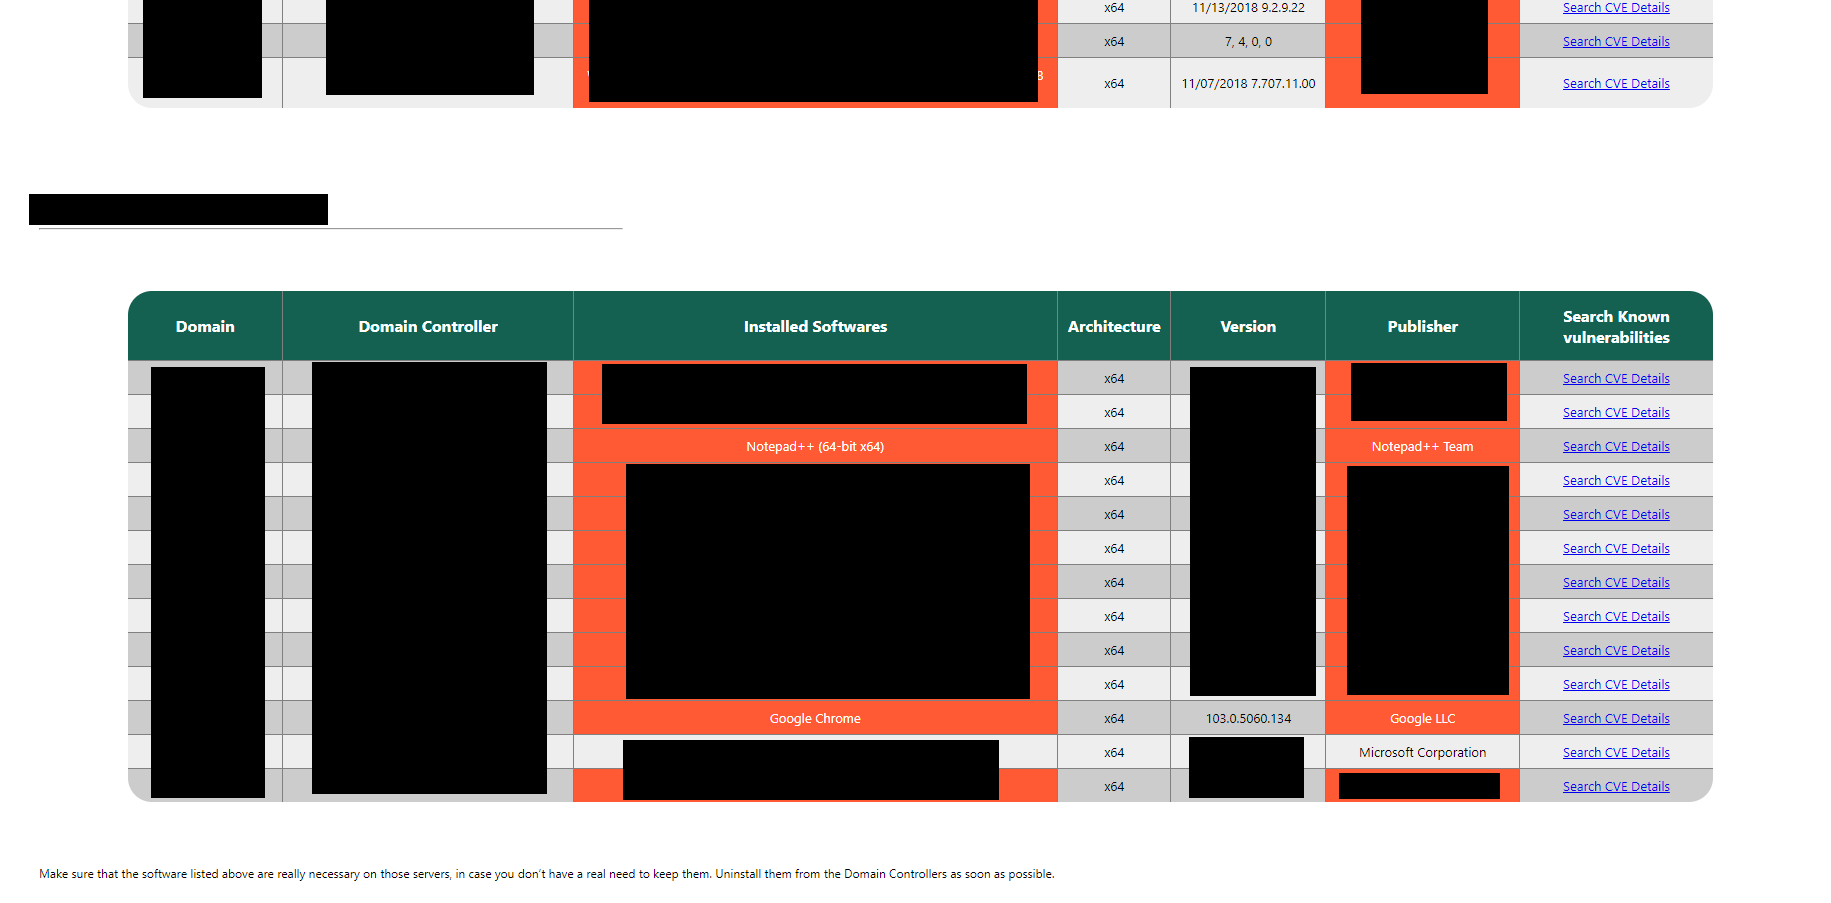 x64 11/13/2018 9.2.9.22 Search CVE Details
x64 7, 4, 0, 0 Search CVE Details
x64 11/07/2018 7.707.11.00 Search CVE Details
Domain Domain Controller Installed Softwares Architecture Version Publisher Search Known
vulnerabilities
x64 Search CVE Details
x64 Search CVE Details
Notepad++ (64-bit x64) x64 Notepad++ Team Search CVE Details
x64 Search CVE Details
x64 Search CVE Details
x64 Search CVE Details
x64 Search CVE Details
x64 Search CVE Details
x64 Search CVE Details
x64 Search CVE Details
Google Chrome x64 103.0.5060.134 Google LLC Search CVE Details
x64 Microsoft Corporation Search CVE Details
x64 Search CVE Details
Make sure that the software listed above are really necessary on those servers, in case you don’t have a real need to keep them. Uninstall them from the Domain Controllers as soon as possible.